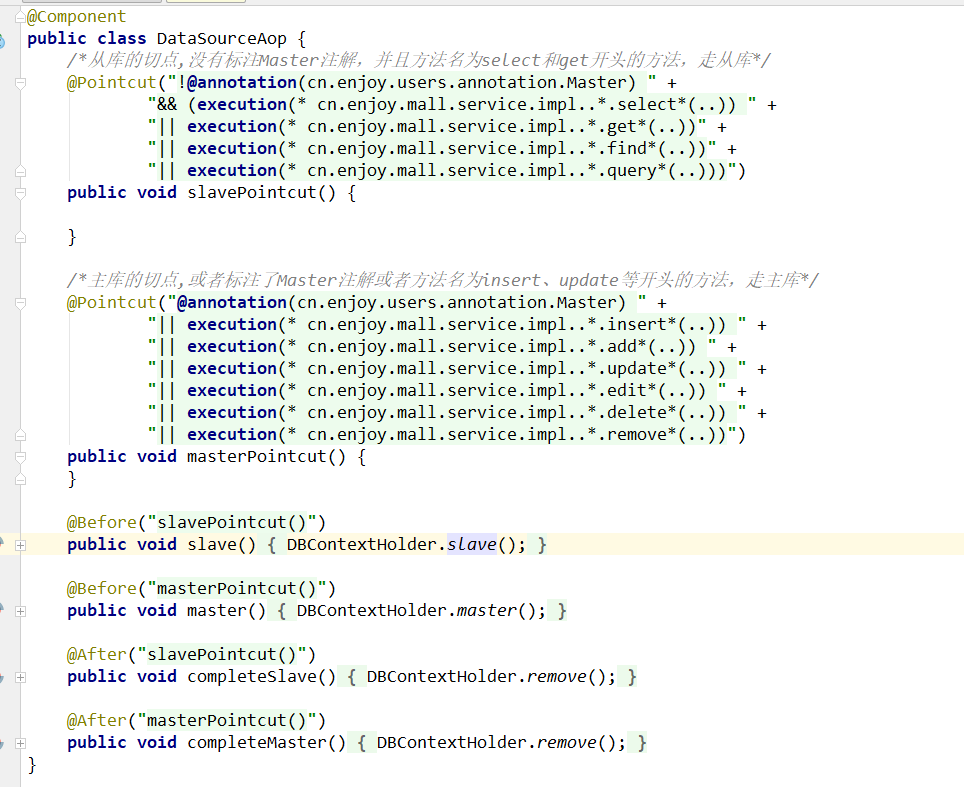 @Component
public class DataSourceAop {
/*从库的切点,没有标注Master注解，并且方法名为select和get开头的方法，走从库*/
@Pointcut("!@annotation(cn.enjoy.users.annotation.Master) " +
"&& (execution(* cn.enjoy.mall.service.impl..*.select*(..)) " +
"|| execution(* cn.enjoy.mall.service.impl..*.get*(..))" +
"|| execution(* cn.enjoy.mall.service.impl..*.find*(..))" +
"|| execution(* cn.enjoy.mall.service.impl..*.query*(..)))")
public void slavePointcut() {
}
/*主库的切点,或者标注了Master注解或者方法名为insert、update等开头的方法，走主库*/
@Pointcut("@annotation(cn.enjoy.users.annotation.Master) " +
"|| execution(* cn.enjoy.mall.service.impl..*.insert*(..)) " +
"|| execution(* cn.enjoy.mall.service.impl..*.add*(..)) " +
"|| execution(* cn.enjoy.mall.service.impl..*.update*(..)) " +
"|| execution(* cn.enjoy.mall.service.impl..*.edit*(..)) " +
"|| execution(* cn.enjoy.mall.service.impl..*.delete*(..)) " +
"|| execution(* cn.enjoy.mall.service.impl..*.remove*(..))")
public void masterPointcut() {
}
@Before("slavePointcut()")
public void slave() { DBContextHolder.slave(); }
@Before("masterPointcut()")
public void master() { DBContextHolder.master(); }
@After("slavePointcut()")
public void completeSlave() { DBContextHolder.remove(); }
@After("masterPointcut()")
public void completeMaster() { DBContextHolder.remove(); }
}